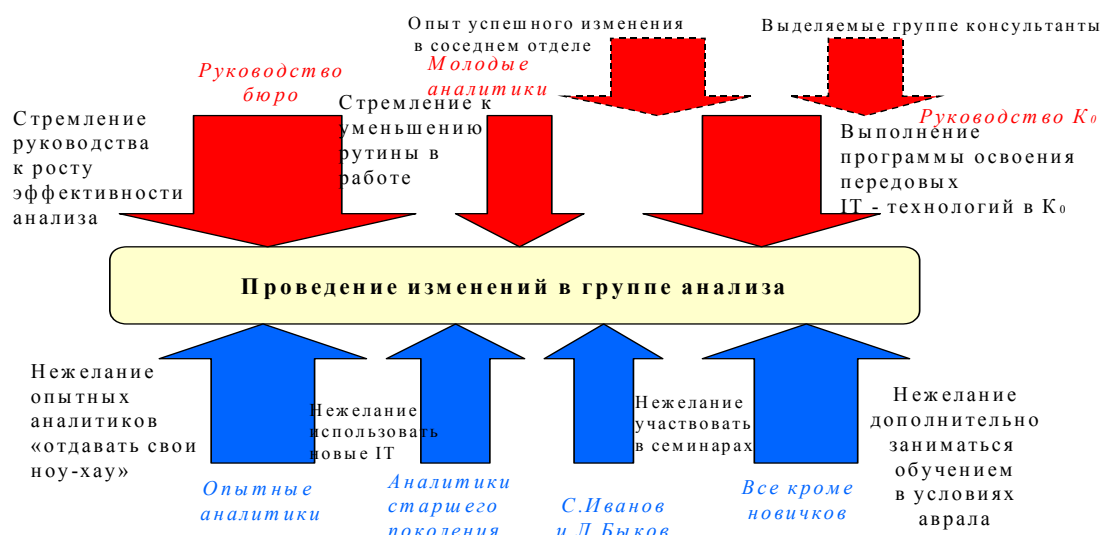 Опыт успешного изменения
в соседнем отделе
Выделяемые группе консультанты
Руководство
бюро
Молодые
аналитики
Руководство К₀
Стремление
руководства
к росту
эффективности
анализа
Стремление к
уменьшению
рутины в
работе
Выполнение
программы освоения
передовых
IT - технологий в К₀
Проведение изменений в группе анализа
Нежелание
опытных
аналитиков
«отдавать свои
ноу-хау»
Нежелание
использовать
новые IT
Нежелание
участвовать
в семинарах
Нежелание
дополнительно
заниматься
обучением
в условиях
аврала
Опытные
аналитики
Аналитики
старшего
поколения
С.Иванов
и Д.Быков
Все кроме
новичков